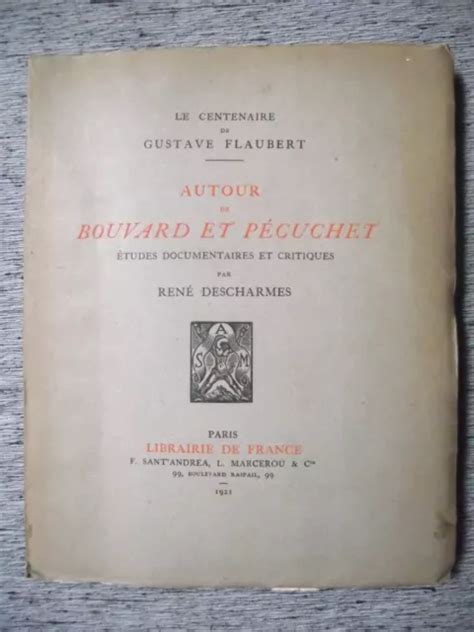 LE CENTENAIRE
DE
GUSTAVE FLAUBERT
AUTOUR
DE
BOUVARD ET PÉCUCHET
ÉTUDES DOCUMENTAIRES ET CRITIQUES
PAR
RENÉ DESCHARMES
A
S M
PARIS
LIBRAIRIE DE FRANCE
F. SANT'ANDREA, L. MARCEROU & Cie
99, BOULEVARD RASPAIL, 99
1921